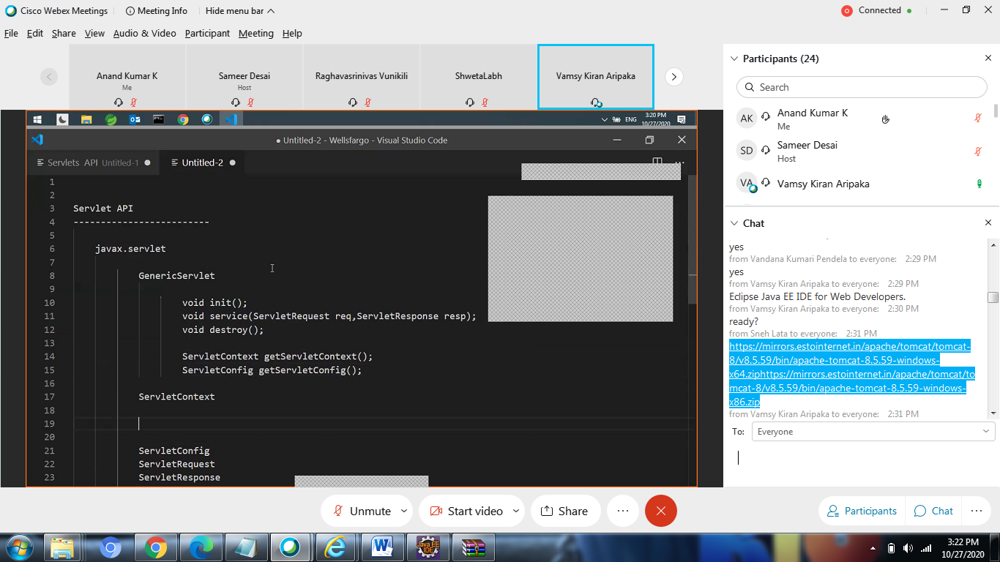 Cisco Webex Meetings
Meeting Info
Hide menu bar
Connected
File Edit Share View Audio & Video Participant Meeting Help
Anand Kumar K
Me
Sameer Desai
Host
Raghavasrinivas Vunikili
ShwetaLabh
Vamsy Kiran Aripaka
ENG
3:20 PM
10/27/2020
● Untitled-2 - Wellsfargo - Visual Studio Code
Servlets API Untitled-1 ●
Untitled-2 ●
1
2
3 Servlet API
4 -------------------------
5
6 javax.servlet
7
8 GenericServlet
9
10 void init();
11 void service(ServletRequest req,ServletResponse resp);
12 void destroy();
13
14 ServletContext getServletContext();
15 ServletConfig getServletConfig();
16
17 ServletContext
18
19
20
21 ServletConfig
22 ServletRequest
23 ServletResponse
Participants (24)
Search
AK Anand Kumar K
Me
SD Sameer Desai
Host
VA Vamsy Kiran Aripaka
Chat
yes
from Vandana Kumari Pendela to everyone: 2:29 PM
yes
from Vamsy Kiran Aripaka to everyone: 2:29 PM
Eclipse Java EE IDE for Web Developers.
from Vamsy Kiran Aripaka to everyone: 2:30 PM
ready?
from Sneh Lata to everyone: 2:31 PM
https://mirrors.estointernet.in/apache/tomcat/tomcat-
8/v8.5.59/bin/apache-tomcat-8.5.59-windows-
x64.ziphttps://mirrors.estointernet.in/apache/tomcat/to
mcat-8/v8.5.59/bin/apache-tomcat-8.5.59-windows-
x86.zip
from Vamsy Kiran Aripaka to everyone: 2:31 PM
To: Everyone
Unmute
Start video
Share
Participants
Chat
Java EE
IDE
3:22 PM
10/27/2020